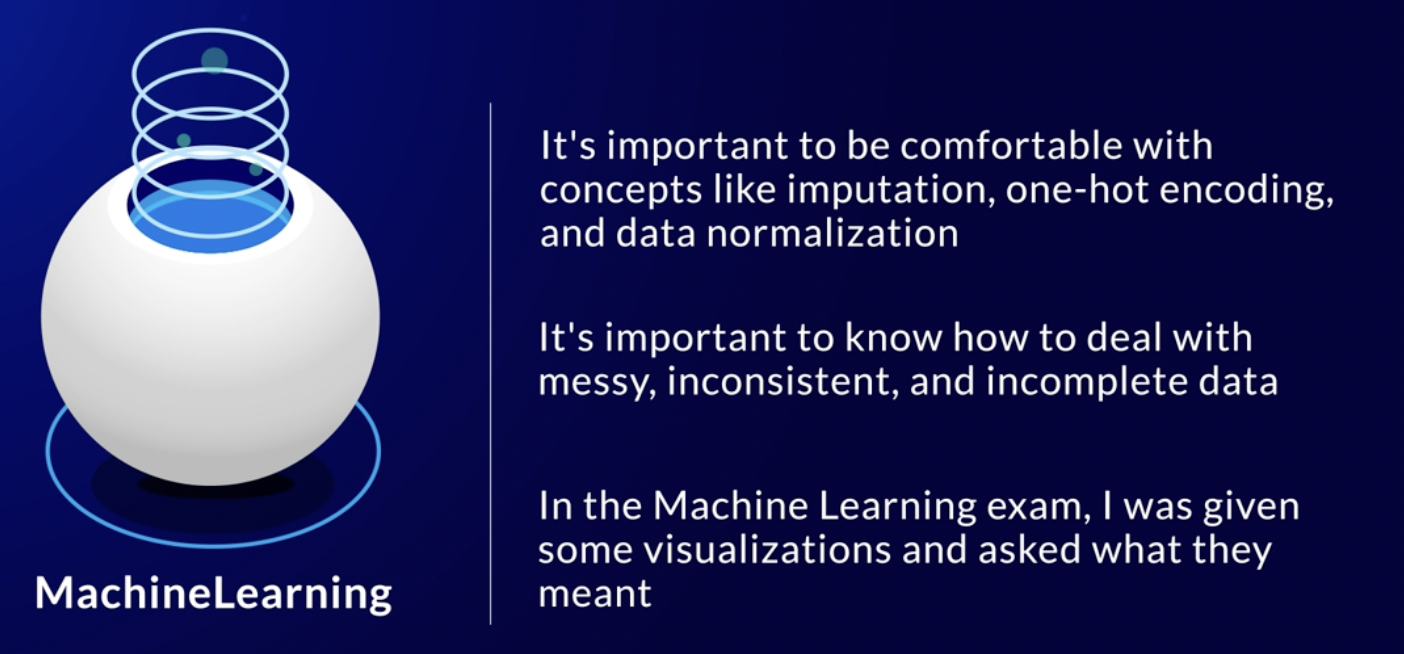 It's important to be comfortable with
concepts like imputation, one-hot encoding,
and data normalization
It's important to know how to deal with
messy, inconsistent, and incomplete data
In the Machine Learning exam, I was given
some visualizations and asked what they
meant
MachineLearning